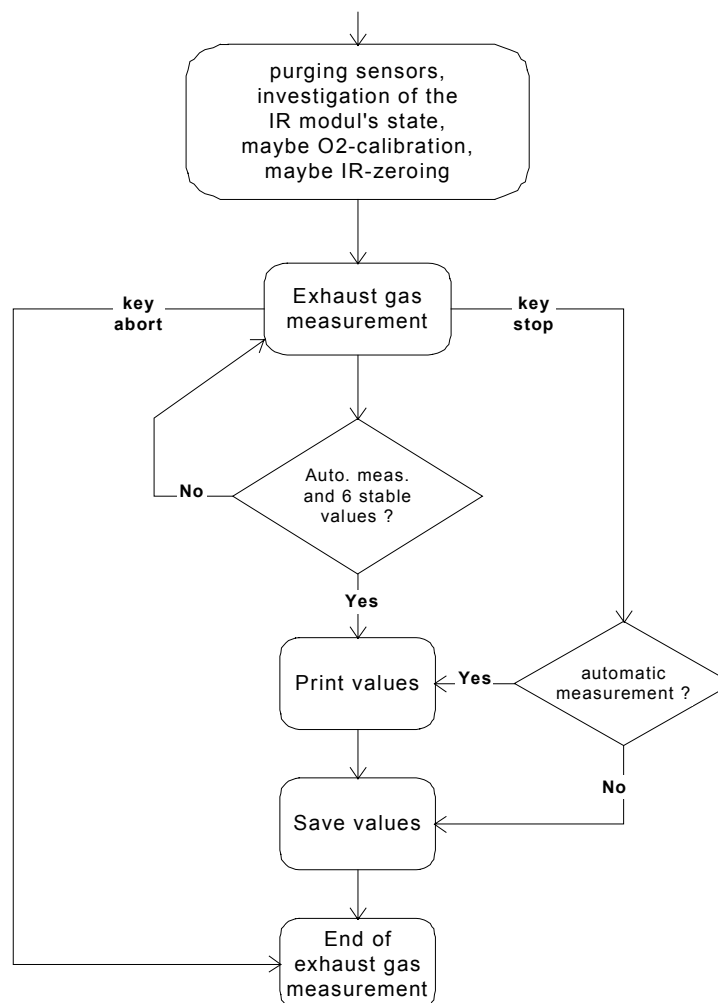 purging sensors,
investigation of the
IR modul's state,
maybe O2-calibration,
maybe IR-zeroing
key
abort
Exhaust gas
measurement
key
stop
No
Auto. meas.
and 6 stable
values ?
Yes
Print values
Yes
automatic
measurement ?
No
Save values
End of
exhaust gas
measurement